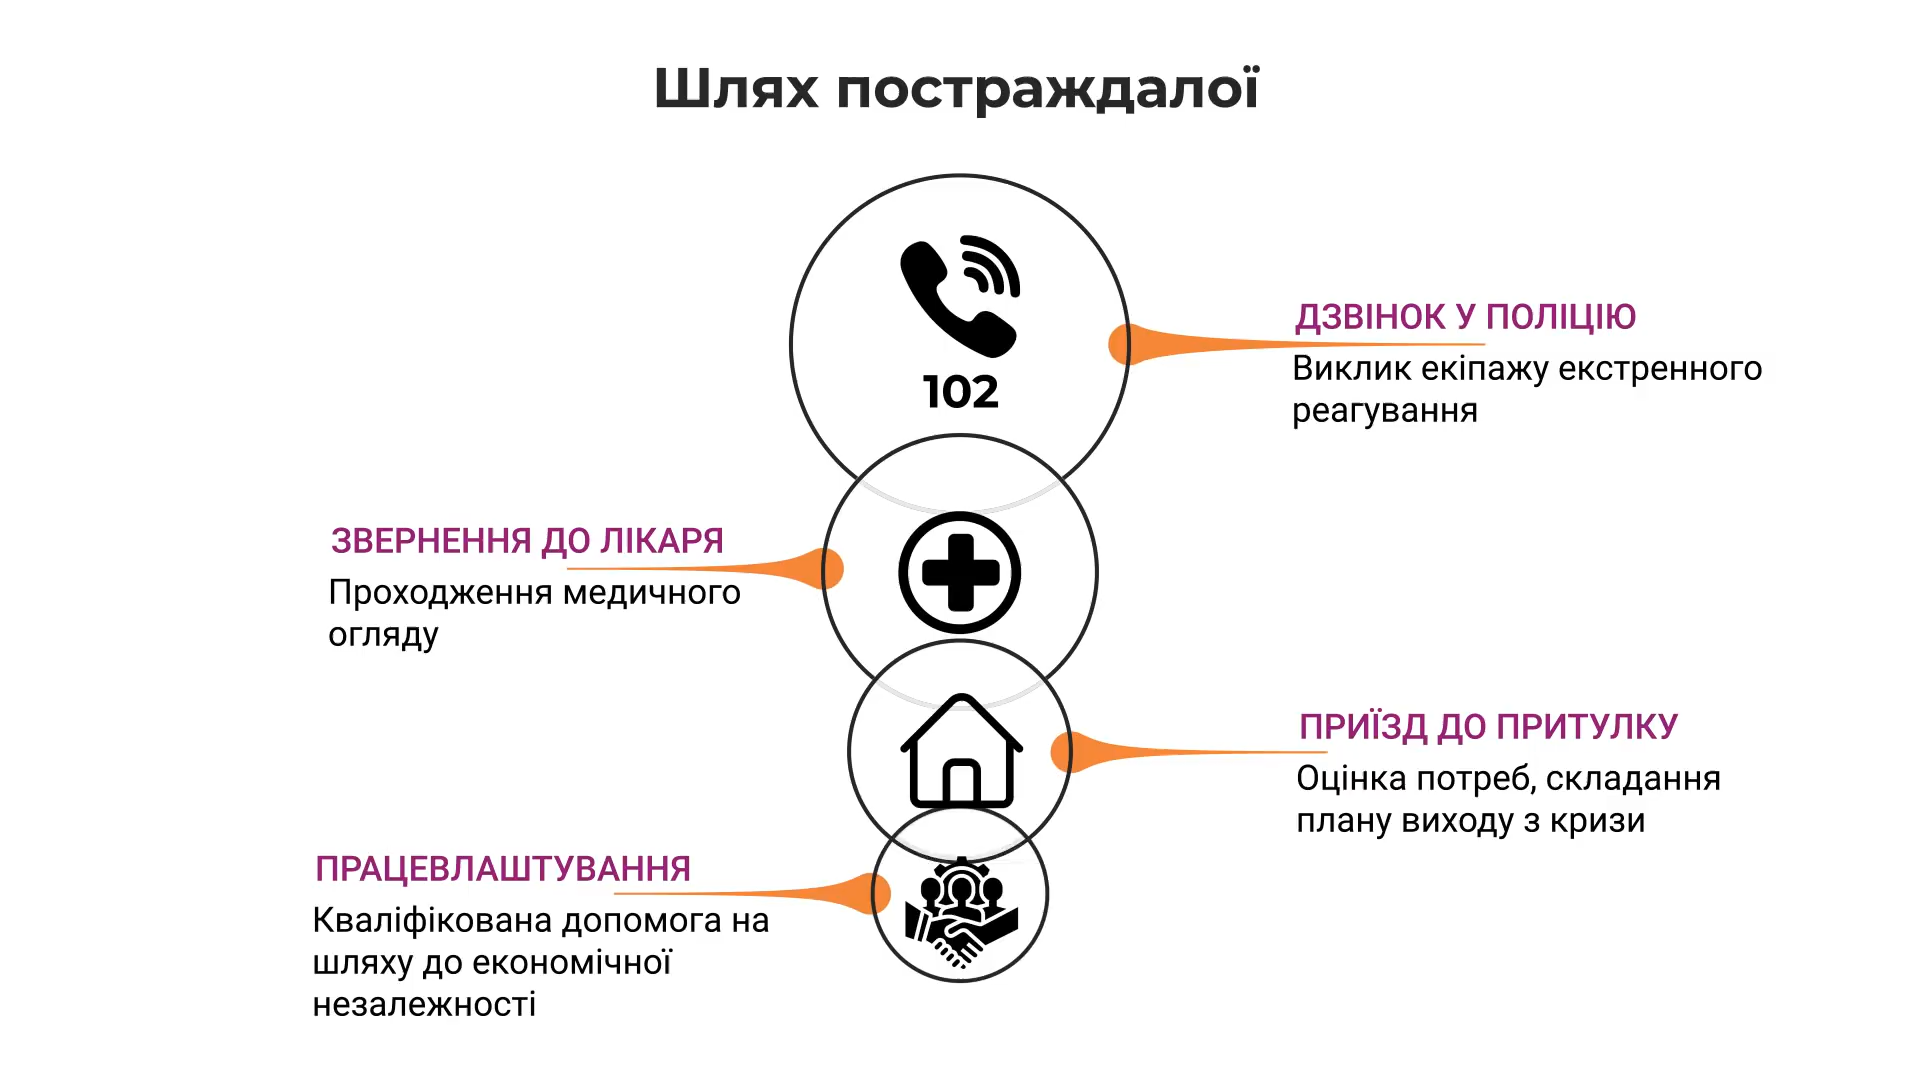 Шлях постраждалої
102
ДЗВІНОК У ПОЛІЦІЮ
Виклик екіпажу екстренного
реагування
ЗВЕРНЕННЯ ДО ЛІКАРЯ
Проходження медичного
огляду
ПРИЇЗД ДО ПРИТУЛКУ
Оцінка потреб, складання
плану виходу з кризи
ПРАЦЕВЛАШТУВАННЯ
Кваліфікована допомога на
шляху до економічної
незалежності